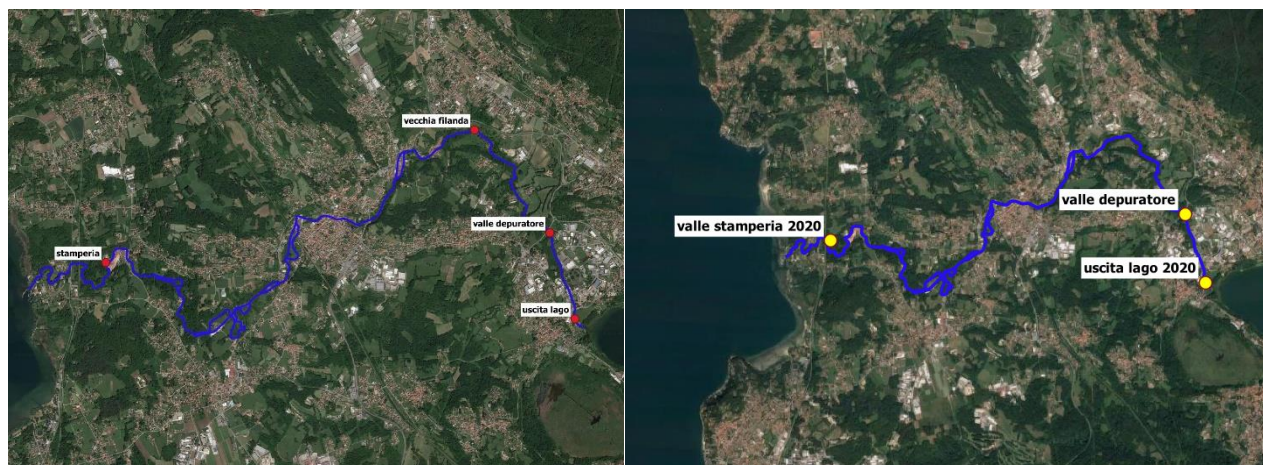 vecchia filanda
valle depuratore
stamperia
uscita lago
valle depuratore
valle stamperia 2020
uscita lago 2020